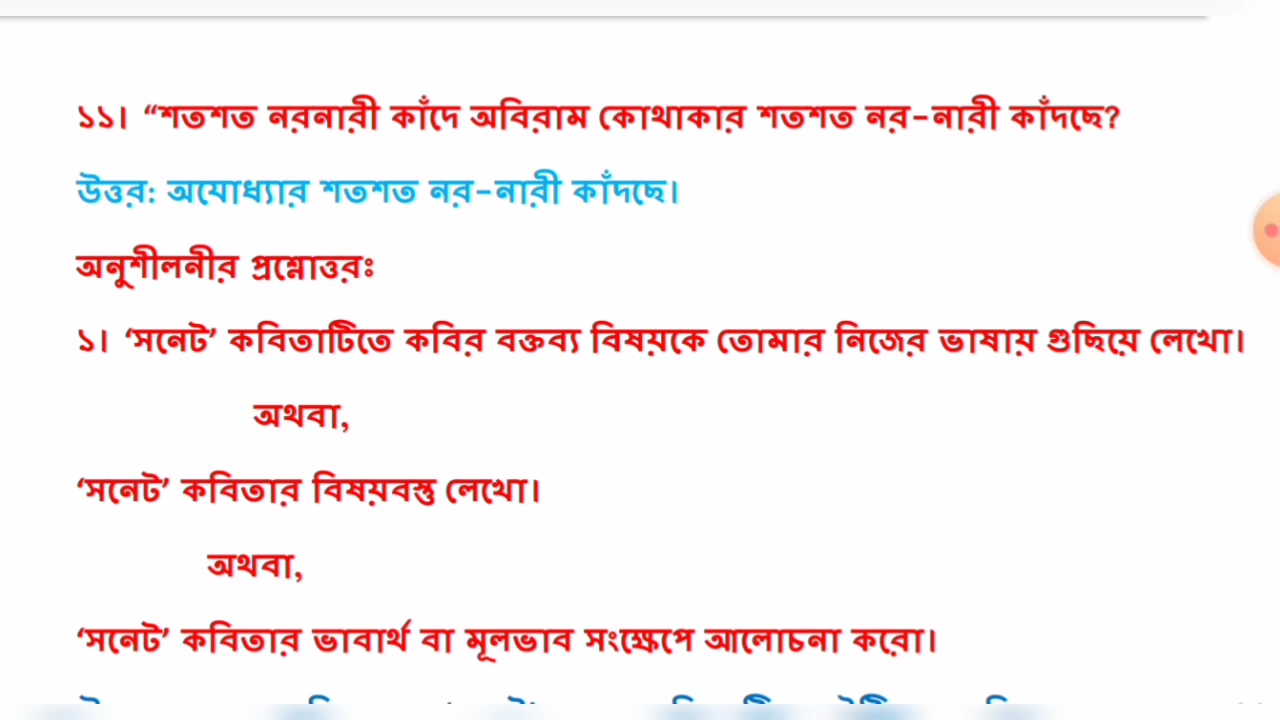 ১১। “শতশত নরনারী কাঁদে অবিরাম কোথাকার শতশত নর-নারী কাঁদছে?
উত্তর: অযোধ্যার শতশত নর-নারী কাঁদছে।
অনুশীলনীর প্রশ্নোত্তরঃ
১। ‘সনেট’ কবিতাটিতে কবির বক্তব্য বিষয়কে তোমার নিজের ভাষায় গুছিয়ে লেখো।
অথবা,
‘সনেট’ কবিতার বিষয়বস্তু লেখো।
অথবা,
‘সনেট’ কবিতার ভাবার্থ বা মূলভাব সংক্ষেপে আলোচনা করো।